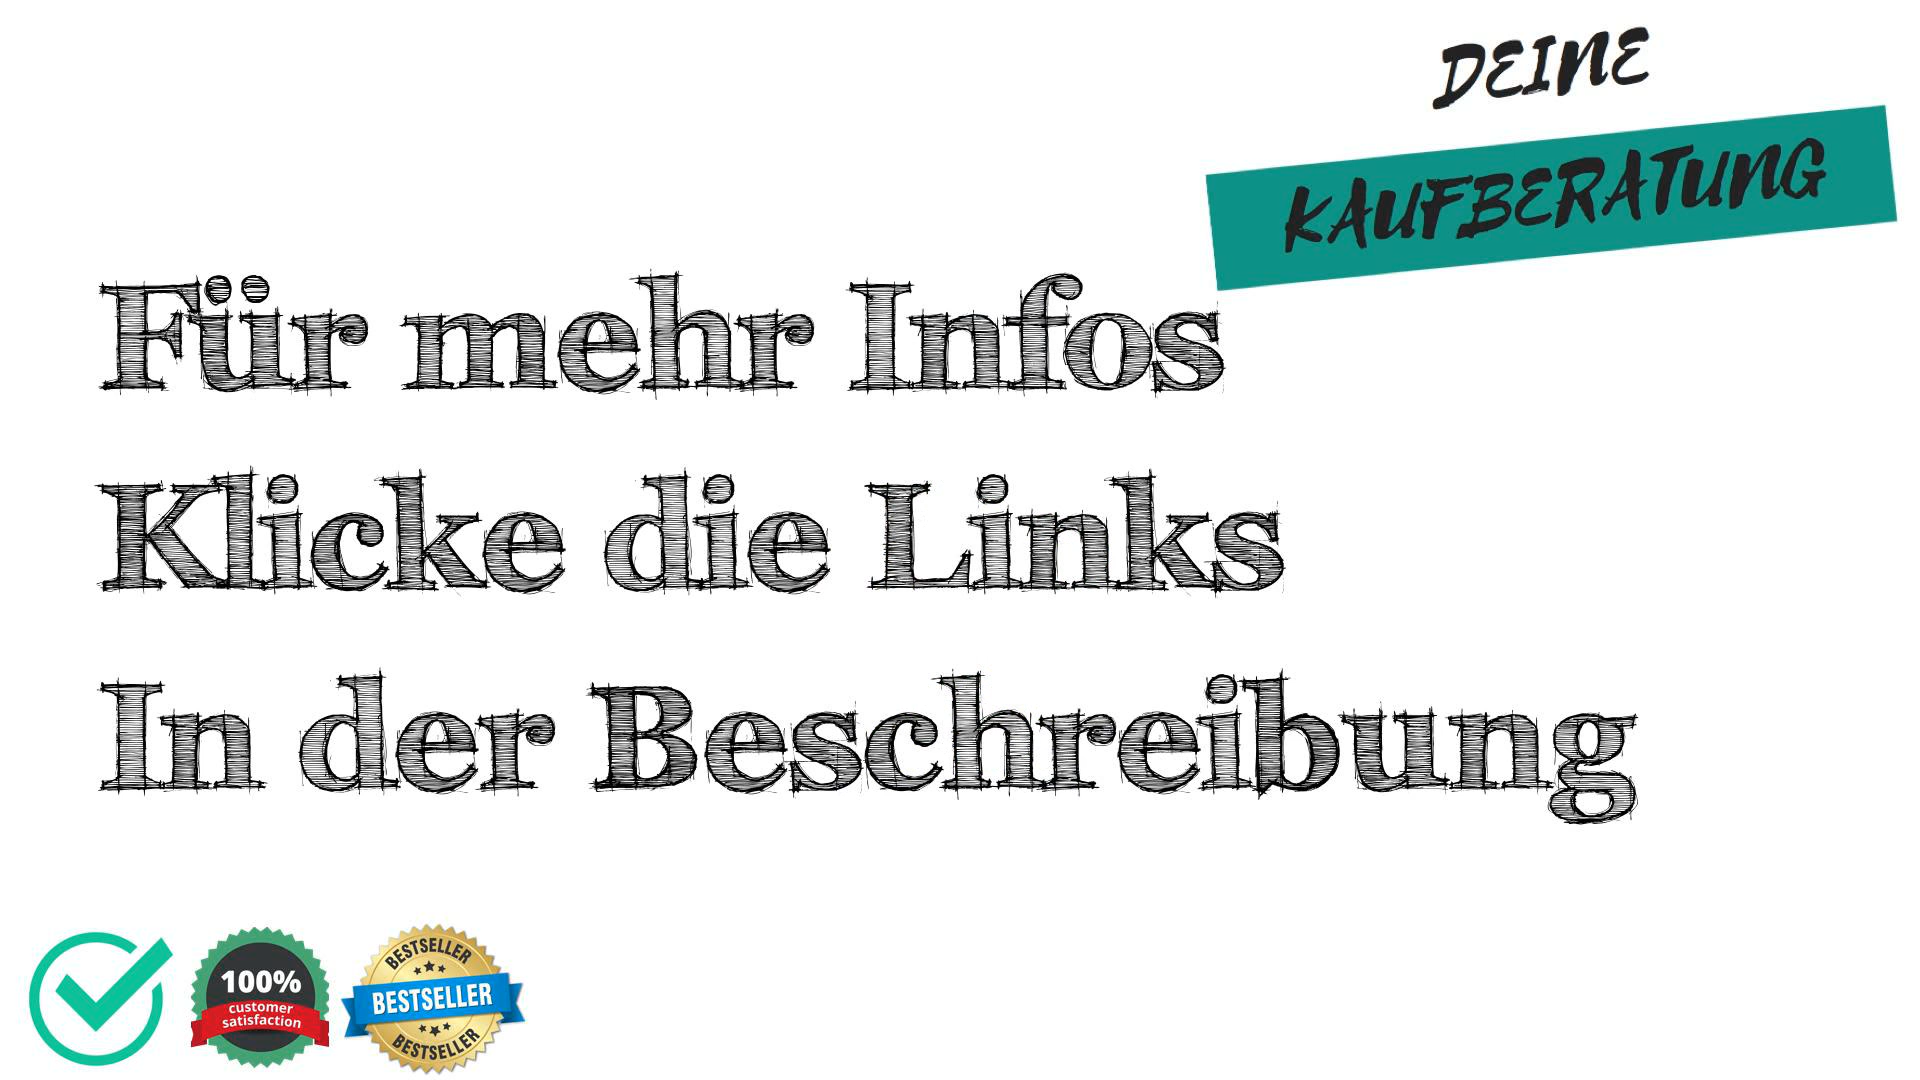 DEINE
KAUFBERATUNG
Für mehr Infos
Klicke die Links
In der Beschreibung
100%
customer
satisfaction
BESTSELLER
BESTSELLER
BESTSELLER